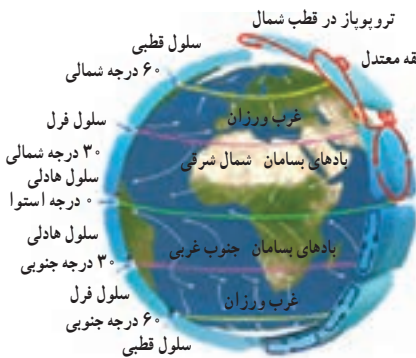 تروپوپاز در قطب شمال
قه معتدل
سلول قطبی
۶۰ درجه شمالی
غرب ورزان
سلول فرل
۳۰ درجه شمالی
بادهای بسامان شمال شرقی
سلول هادلی
۰ درجه استوا
سلول هادلی
بادهای بسامان جنوب غربی
۳۰ درجه جنوبی
سلول فرل
غرب ورزان
۶۰ درجه جنوبی
سلول قطبی